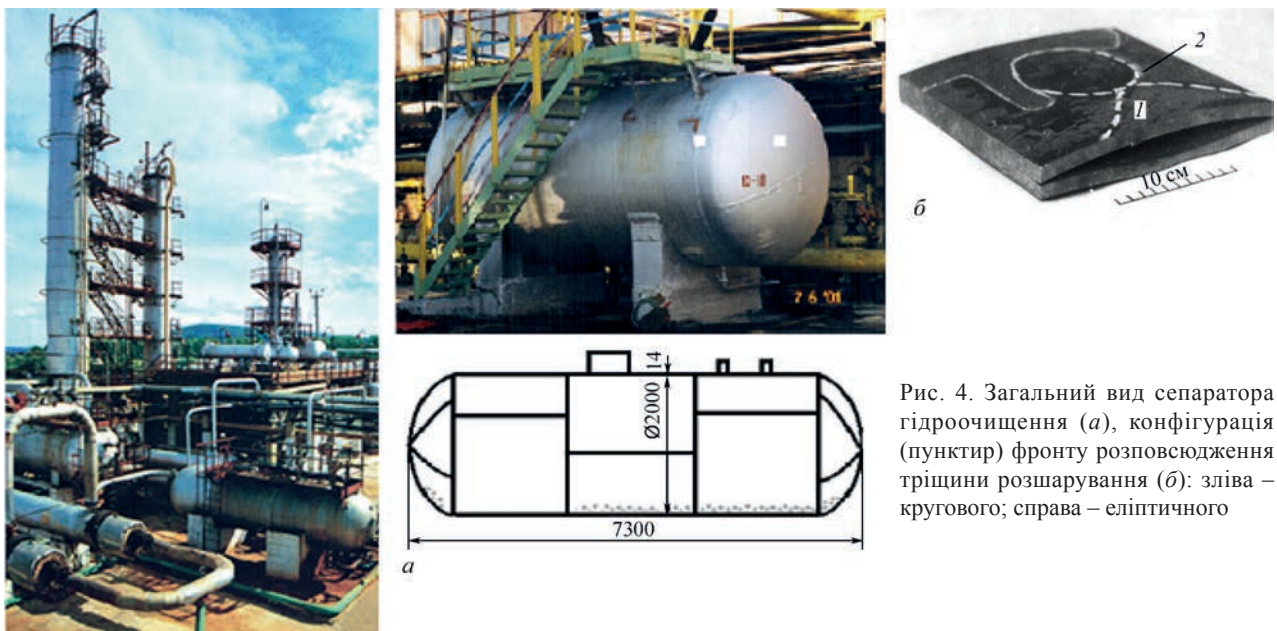 7 6 '01
14
Ø2000
7300
а
2
1
10 см
б
Рис. 4. Загальний вид сепаратора
гідроочищення (а), конфігурація
(пунктир) фронту розповсюдження
тріщини розшарування (б): зліва –
кругового; справа – еліптичного